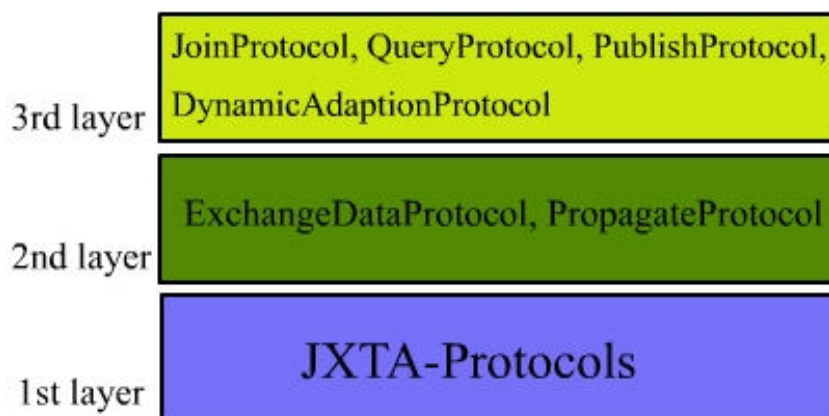 JoinProtocol, QueryProtocol, PublishProtocol,
3rd layer
DynamicAdaptionProtocol
ExchangeDataProtocol, PropagateProtocol
2nd layer
JXTA-Protocols
1st layer